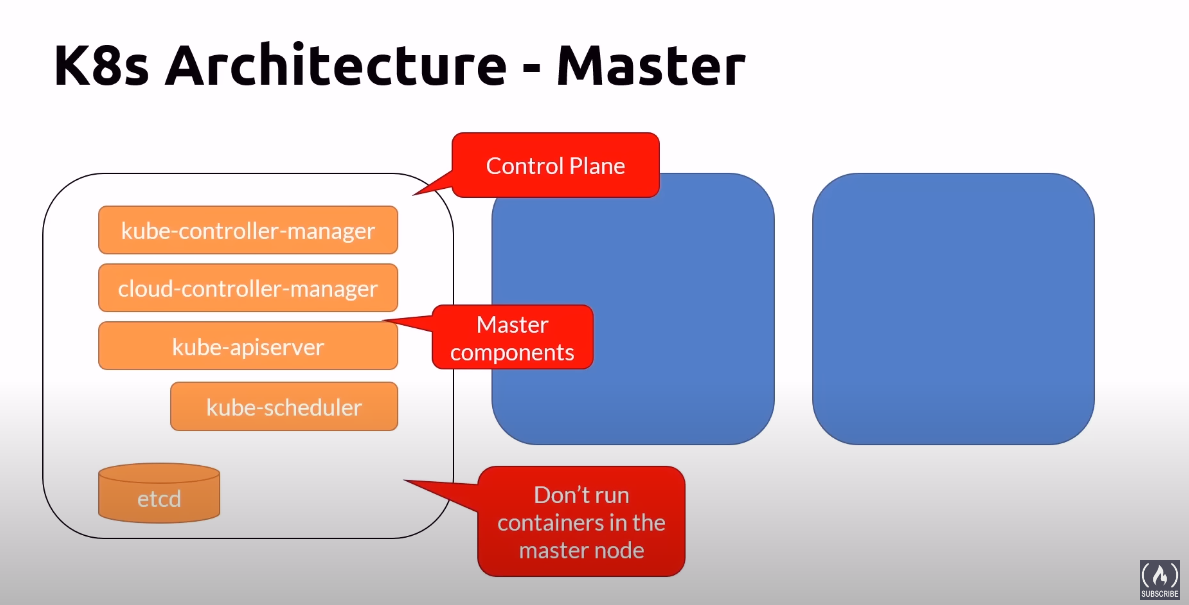 K8s Architecture - Master
Control Plane
kube-controller-manager
cloud-controller-manager
kube-apiserver
Master
components
kube-scheduler
etcd
Don’t run
containers in the
master node
SUBSCRIBE